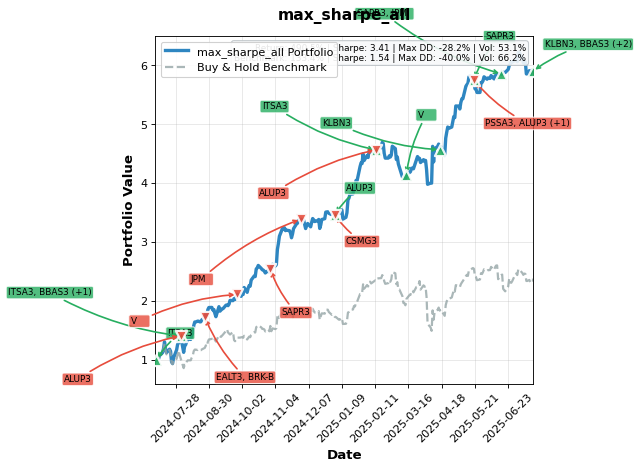 max_sharpe_all
SAPR3
KLBN3, BBAS3 (+2)
harpe: 3.41 | Max DD: -28.2% | Vol: 53.1%
harpe: 1.54 | Max DD: -40.0% | Vol: 66.2%
max_sharpe_all Portfolio
Buy & Hold Benchmark
ITSA3
KLBN3
V
PSSA3, ALUP3 (+1)
ALUP3
ALUP3
CSMG3
JPM
ITSA3, BBAS3 (+1)
SAPR3
V
ITSA3
ALUP3
EALT3, BRK-B
Portfolio Value
6
5
4
3
2
1
2024-07-28
2024-08-30
2024-10-02
2024-11-04
2024-12-07
2025-01-09
2025-02-11
2025-03-16
2025-04-18
2025-05-21
2025-06-23
Date